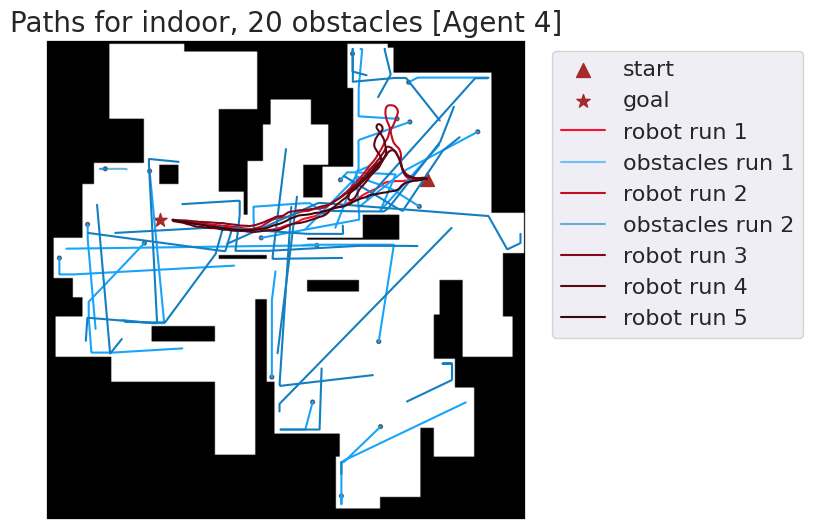 Paths for indoor, 20 obstacles [Agent 4]
start
goal
robot run 1
obstacles run 1
robot run 2
obstacles run 2
robot run 3
robot run 4
robot run 5